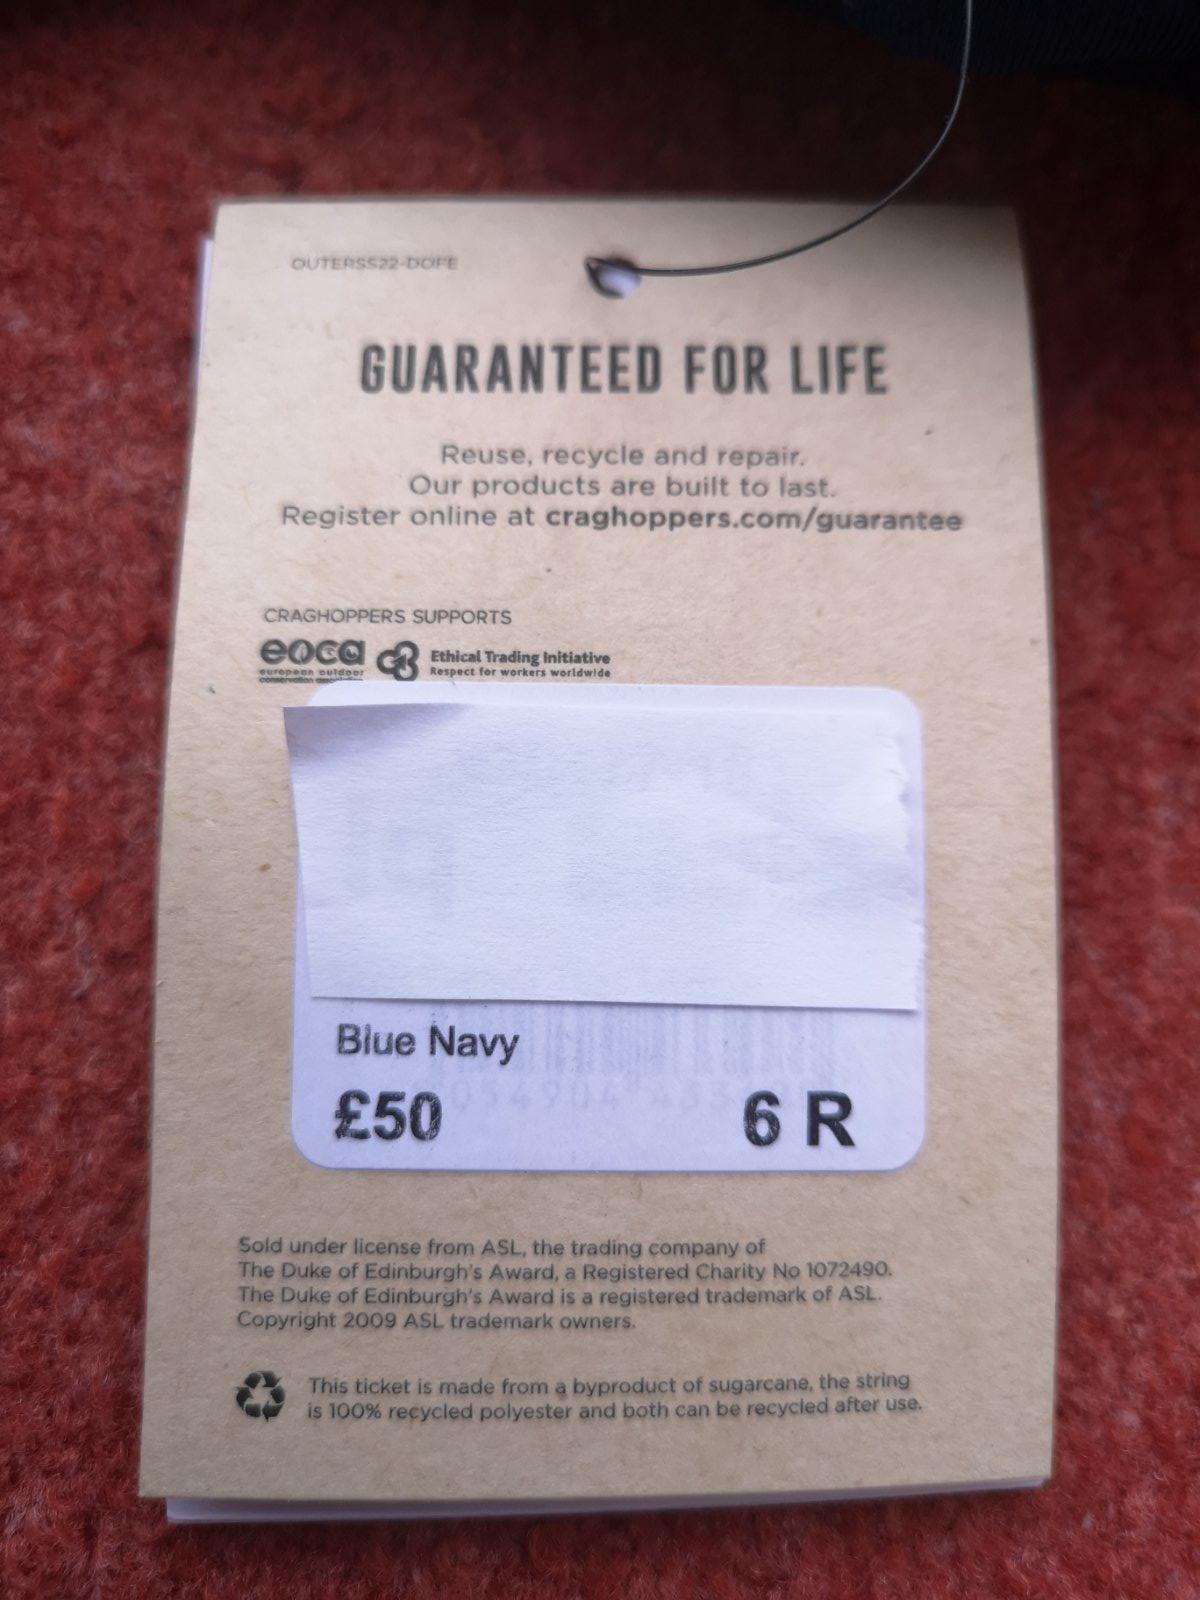 OUTERSS22-DOFE
GUARANTEED FOR LIFE
Reuse, recycle and repair.
Our products are built to last.
Register online at craghoppers.com/guarantee
CRAGHOPPERS SUPPORTS
eoca
european outdoor
conservation association
Ethical Trading Initiative
Respect for workers worldwide
Blue Navy
£50 6 R
Sold under license from ASL, the trading company of
The Duke of Edinburgh's Award, a Registered Charity No 1072490.
The Duke of Edinburgh's Award is a registered trademark of ASL.
Copyright 2009 ASL trademark owners.
This ticket is made from a byproduct of sugarcane, the string
is 100% recycled polyester and both can be recycled after use.